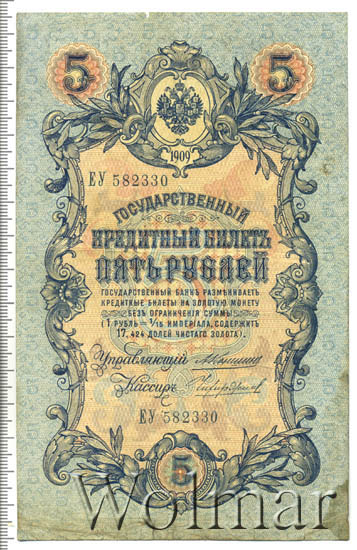 5 5
1909
ЕУ 582330
ГОСУДАРСТВЕННЫЙ
КРЕДИТНЫЙ БИЛЕТЪ
ПЯТЬ РУБЛЕЙ
ГОСУДАРСТВЕННЫЙ БАНКЪ РАЗМѢНИВАЕТЪ
КРЕДИТНЫЕ БИЛЕТЫ НА ЗОЛОТУЮ МОНЕТУ
БЕЗЪ ОГРАНИЧЕНІЯ СУММЫ
(1 РУБЛЬ = 1/15 ИМПЕРІАЛА, СОДЕРЖИТЪ
17,424 ДОЛЕЙ ЧИСТАГО ЗОЛОТА).
Управляющій
Кассиръ
ЕУ 582330
5
Wolmar